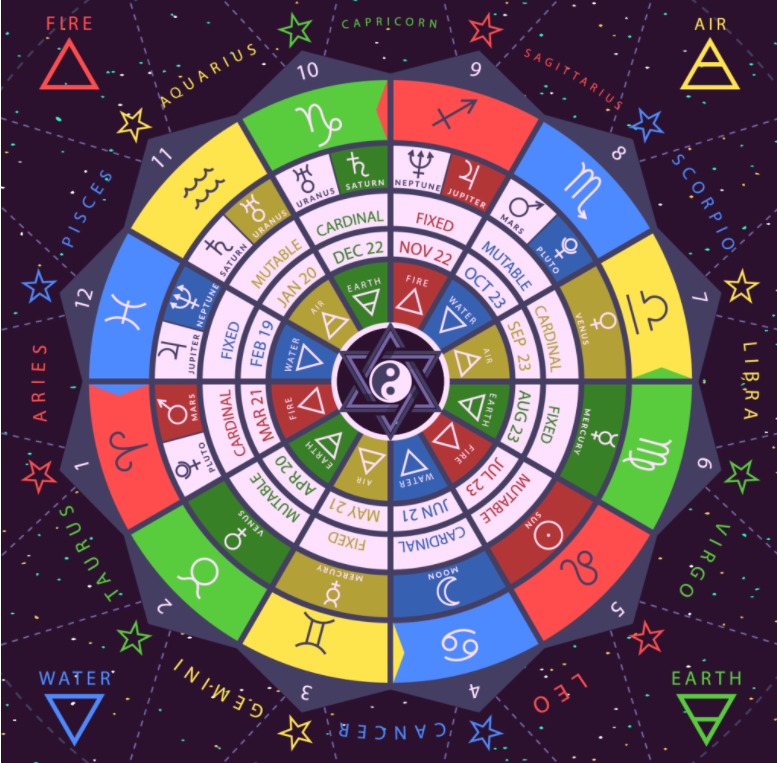 FIRE
AIR
WATER
EARTH
CAPRICORN
SAGITTARIUS
SCORPIO
LIBRA
VIRGO
LEO
CANCER
GEMINI
TAURUS
ARIES
PISCES
AQUARIUS
10
9
8
7
6
5
4
3
2
1
12
11
URANUS
SATURN
NEPTUNE
JUPITER
MARS
PLUTO
VENUS
MERCURY
SUN
MOON
MERCURY
VENUS
PLUTO
MARS
JUPITER
NEPTUNE
SATURN
URANUS
CARDINAL
FIXED
MUTABLE
CARDINAL
FIXED
MUTABLE
CARDINAL
FIXED
MUTABLE
CARDINAL
FIXED
MUTABLE
DEC 22
NOV 22
OCT 23
SEP 23
AUG 23
JUL 23
JUN 21
MAY 21
APR 20
MAR 21
FEB 19
JAN 20
EARTH
FIRE
WATER
AIR
EARTH
FIRE
WATER
AIR
EARTH
FIRE
WATER
AIR